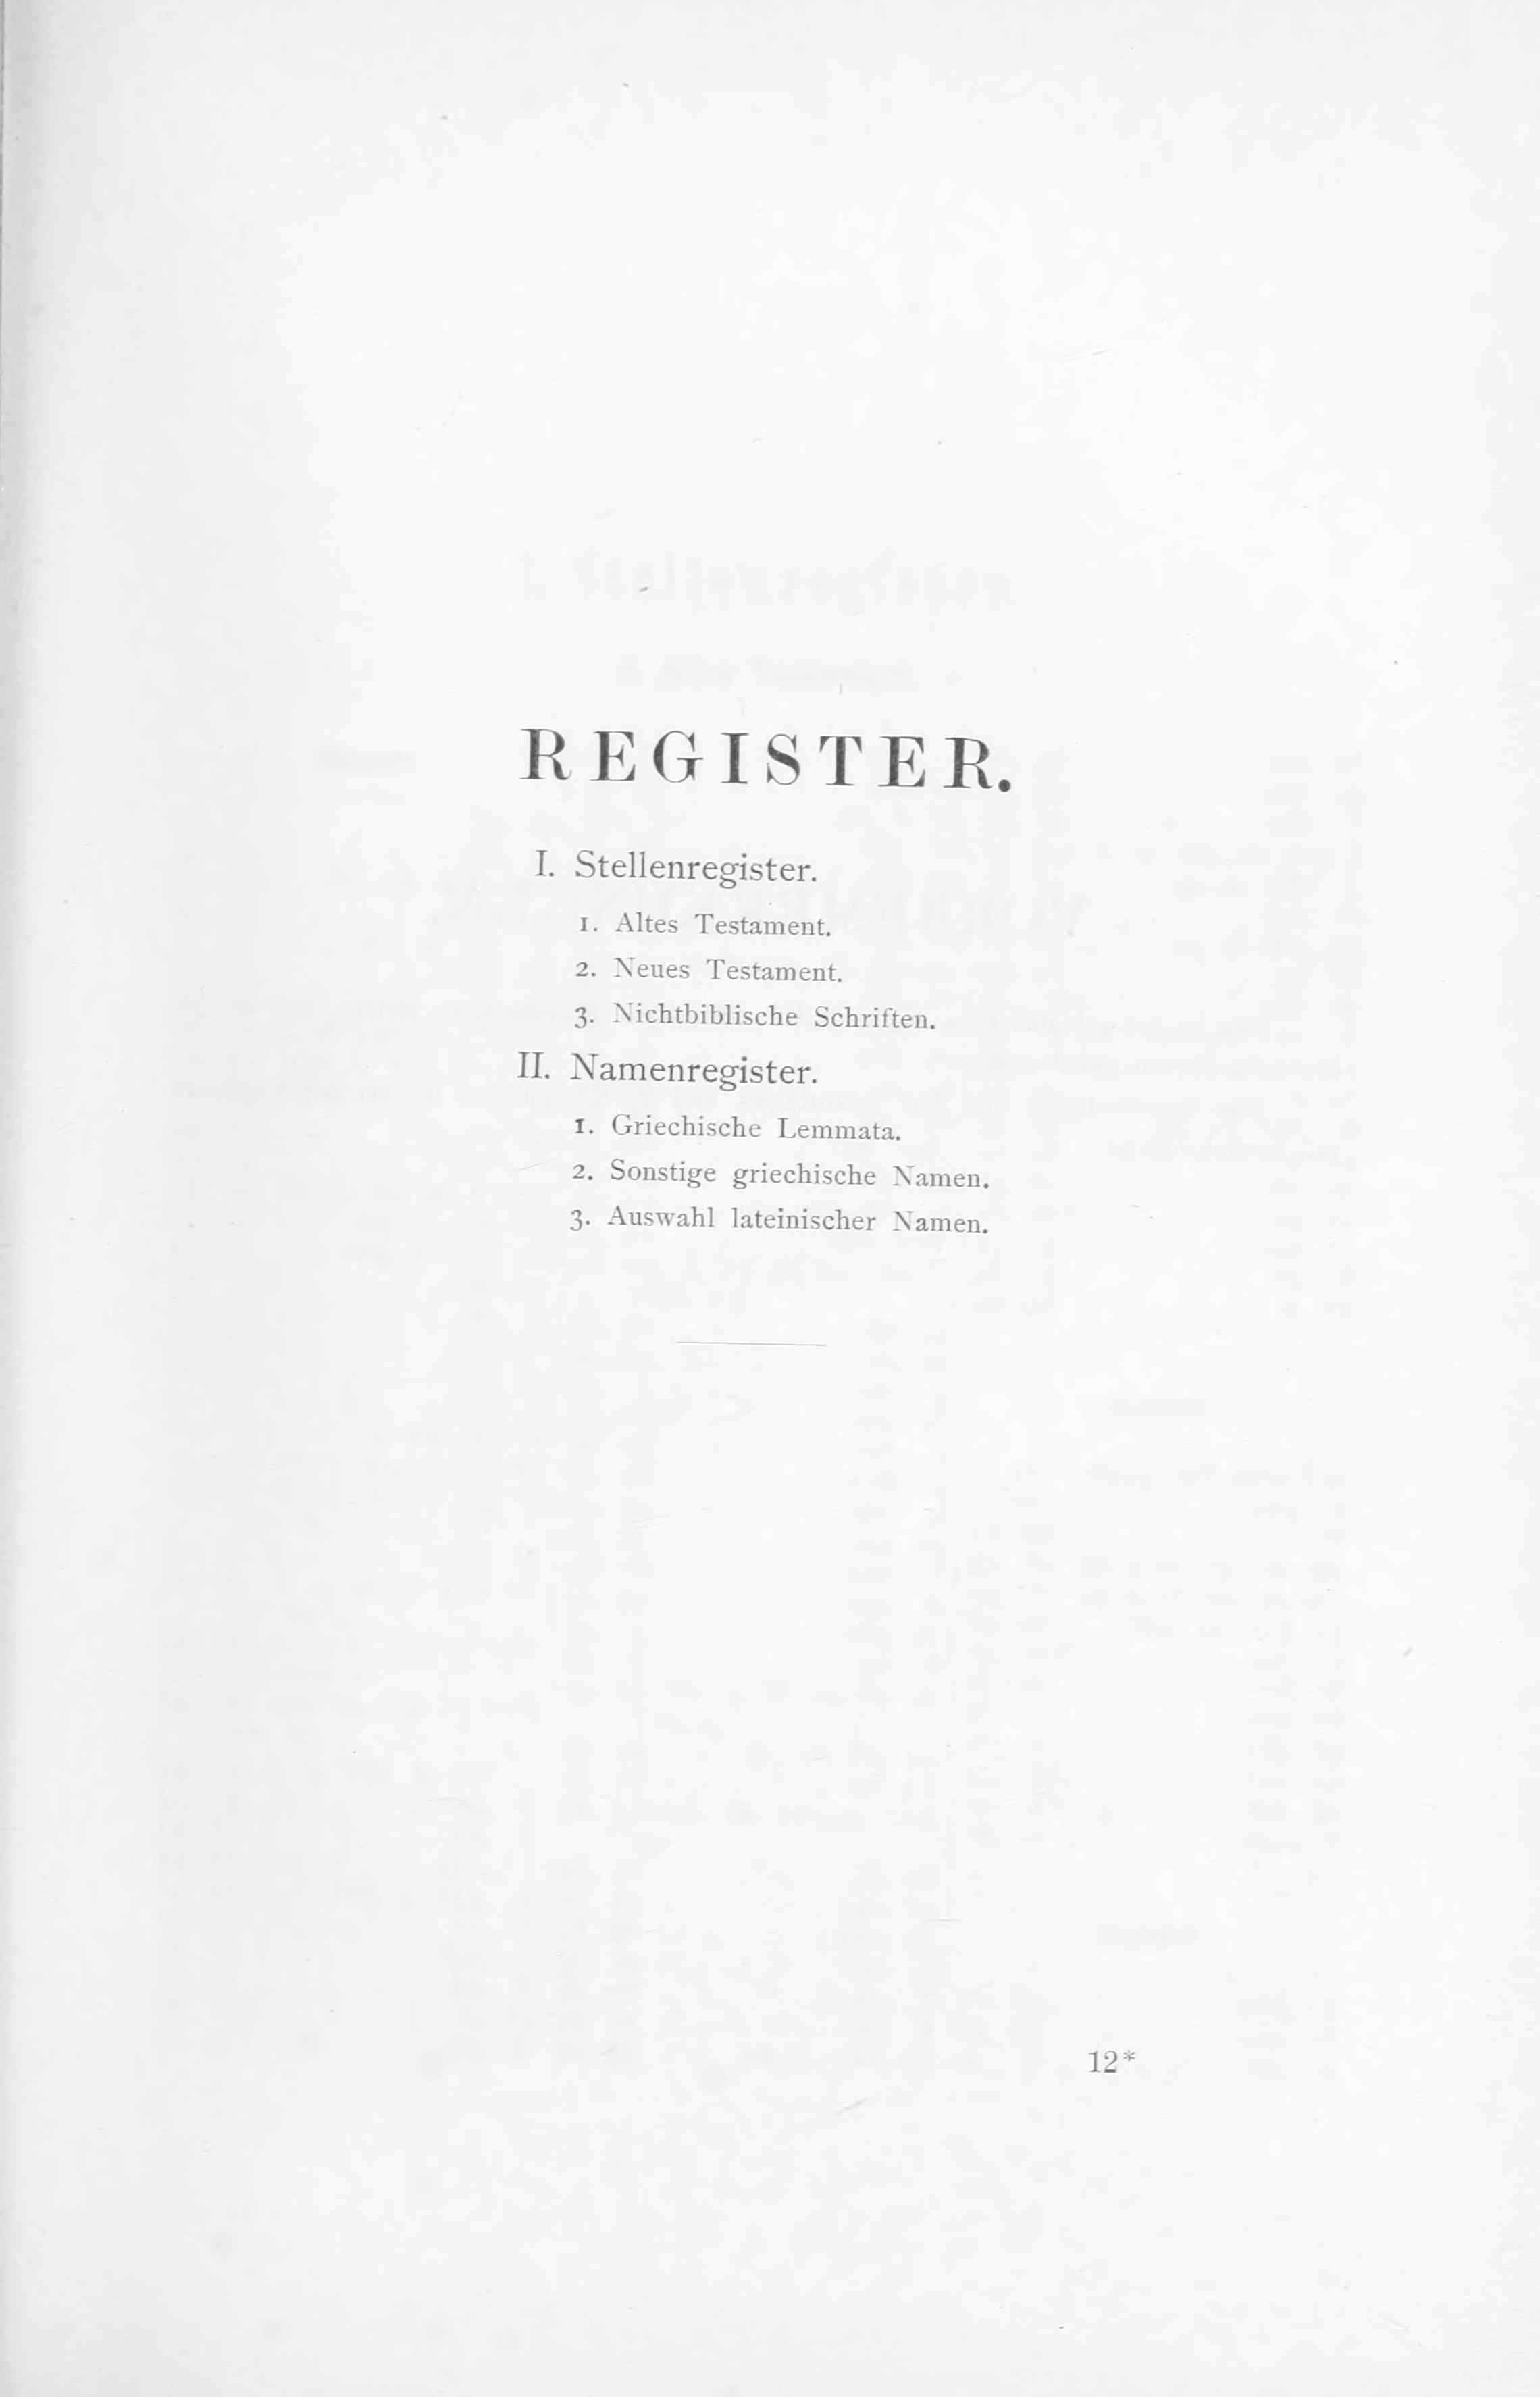 REGISTER.
I. Stellenregister.
1. Altes Testament.
2. Neues Testament.
3. Nichtbiblische Schriften.
II. Namenregister.
1. Griechische Lemmata.
2. Sonstige griechische Namen.
3. Auswahl lateinischer Namen.
12*